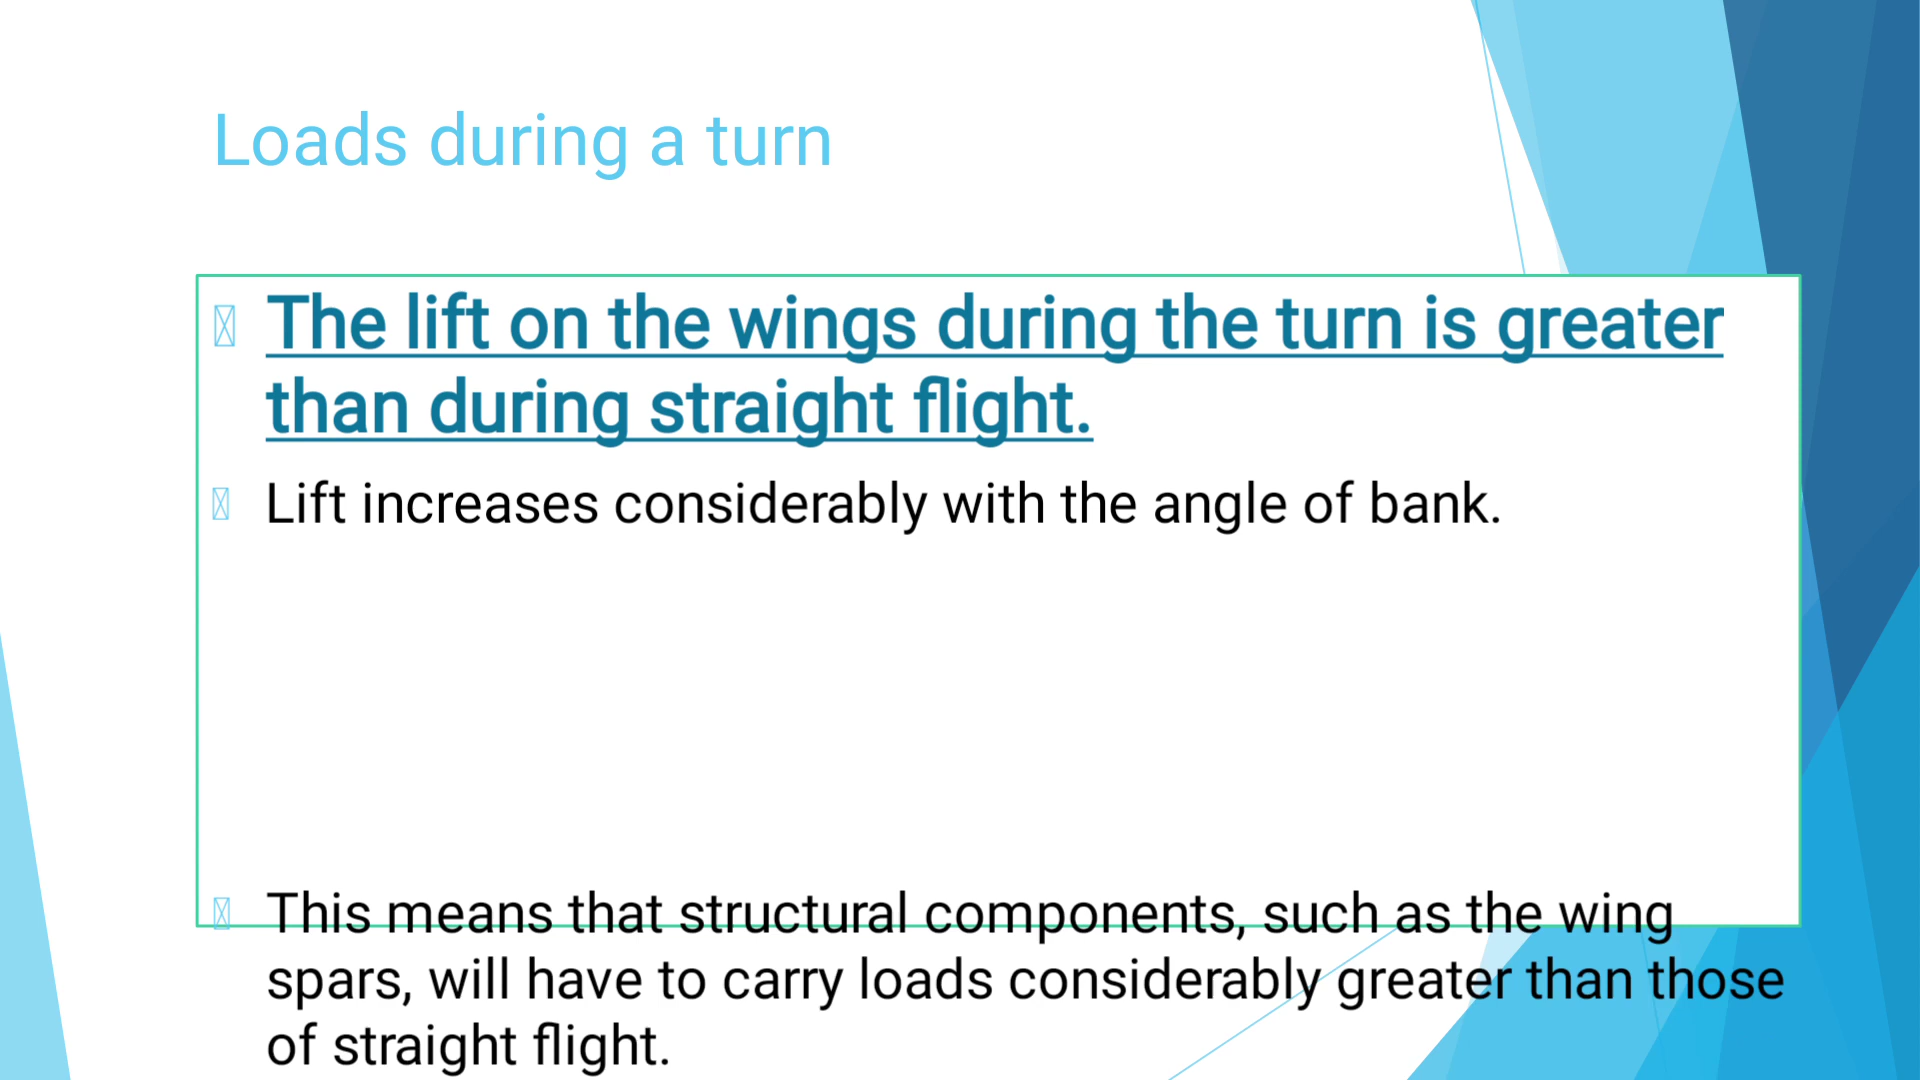 Loads during a turn
The lift on the wings during the turn is greater
than during straight flight.
Lift increases considerably with the angle of bank.
This means that structural components, such as the wing
spars, will have to carry loads considerably greater than those
of straight flight.